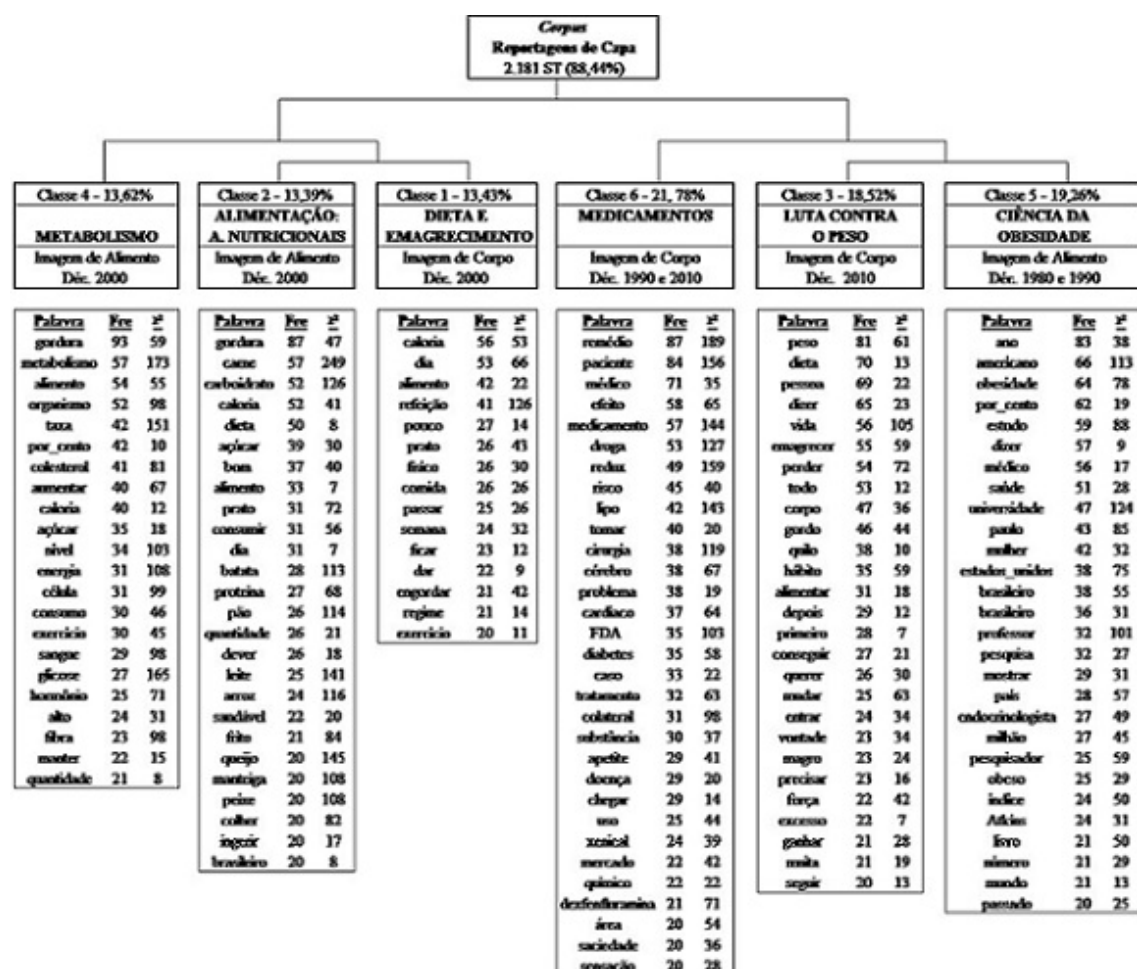 Corpus
Reportagens de Capa
2.181 ST (88,44%)
Classe 4 - 13,62%
METABOLISMO
Imagem de Alimento
Déc. 2000
Palavra Fre x²
gordura 93 59
metabolismo 57 173
alimento 54 55
organismo 52 98
taxa 42 151
por_cento 42 10
colesterol 41 81
aumentar 40 67
caloria 40 12
açúcar 35 18
nível 34 103
energia 31 108
célula 31 99
consumo 30 46
exercício 30 45
sangue 29 98
glicose 27 165
hormônio 25 71
alto 24 31
fibra 23 98
manter 22 15
quantidade 21 8
Classe 2 - 13,39%
ALIMENTAÇÃO:
A. NUTRICIONAIS
Imagem de Alimento
Déc. 2000
Palavra Fre x²
gordura 87 47
carne 57 249
carboidrato 52 126
caloria 52 41
dieta 50 8
açúcar 39 30
bom 37 40
alimento 33 7
prato 31 72
consumir 31 56
dia 31 7
batata 28 113
proteína 27 68
pão 26 114
quantidade 26 21
dever 26 18
leite 25 141
arroz 24 116
saudável 22 20
frito 21 84
queijo 20 145
manteiga 20 108
peixe 20 108
colher 20 82
ingerir 20 17
brasileiro 20 8
Classe 1 - 13,43%
DIETA E
EMAGRECIMENTO
Imagem de Corpo
Déc. 2000
Palavra Fre x²
caloria 56 53
dia 53 66
alimento 42 22
refeição 41 126
pouco 27 14
prato 26 43
físico 26 30
comida 26 26
passar 25 26
semana 24 32
ficar 23 12
dar 22 9
engordar 21 42
regime 21 14
exercício 20 11
Classe 6 - 21, 78%
MEDICAMENTOS
Imagem de Corpo
Déc. 1990 e 2010
Palavra Fre x²
remédio 87 189
paciente 84 156
médico 71 35
efeito 58 65
medicamento 57 144
droga 53 127
redux 49 159
risco 45 40
lipo 42 143
tomar 40 20
cirurgia 38 119
cérebro 38 67
problema 38 19
cardíaco 37 64
FDA 35 103
diabetes 35 58
caso 33 22
tratamento 32 63
colateral 31 98
substância 30 37
apetite 29 41
doença 29 20
chegar 29 14
uso 25 44
xenical 24 39
mercado 22 42
químico 22 22
dexfenfluramina 21 71
área 20 54
saciedade 20 36
sensação 20 28
Classe 3 - 18,52%
LUTA CONTRA
O PESO
Imagem de Corpo
Déc. 2010
Palavra Fre x²
peso 81 61
dieta 70 13
pessoa 69 22
dizer 65 23
vida 56 105
emagrecer 55 59
perder 54 72
todo 53 12
corpo 47 36
gordo 46 44
quilo 38 10
hábito 35 59
alimentar 31 18
depois 29 12
primeiro 28 7
conseguir 27 21
querer 26 30
mudar 25 63
entrar 24 34
vontade 23 34
magro 23 24
precisar 23 16
força 22 42
excesso 22 7
ganhar 21 28
muita 21 19
seguir 20 13
Classe 5 - 19,26%
CIÊNCIA DA
OBESIDADE
Imagem de Alimento
Déc. 1980 e 1990
Palavra Fre x²
ano 83 38
americano 66 113
obesidade 64 78
por_cento 62 19
estudo 59 88
dizer 57 9
médico 56 17
saúde 51 28
universidade 47 124
paulo 43 85
mulher 42 32
estados_unidos 38 75
brasileiro 38 55
brasileiro 36 31
professor 32 101
pesquisa 32 27
mostrar 29 31
país 28 57
endocrinologista 27 49
milhão 27 45
pesquisador 25 59
obeso 25 29
índice 24 50
Atkins 24 31
livro 21 50
número 21 29
mundo 21 13
passado 20 25